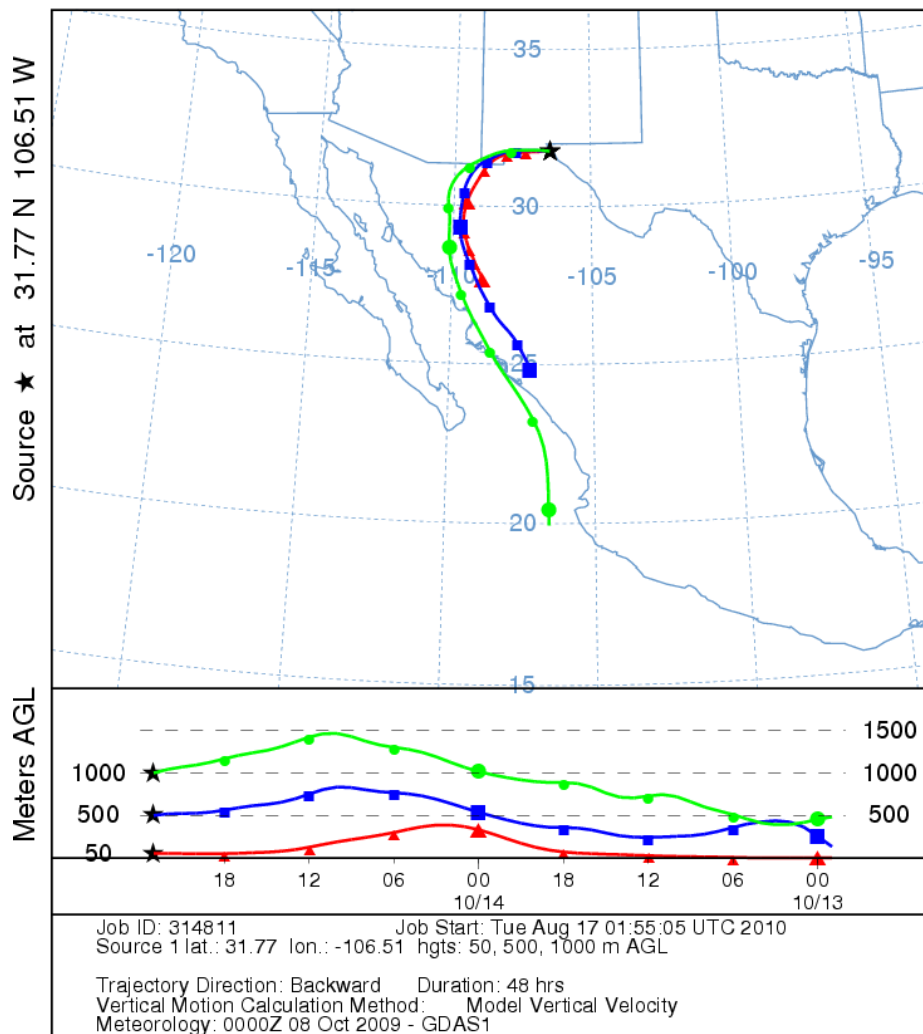 Source ★ at 31.77 N 106.51 W
35
30
-120
-115
-110
-105
-100
-95
25
20
15
Meters AGL
1500
1000
1000
500
500
50
18 12 06 00 18 12 06 00
10/14 10/13
Job ID: 314811 Job Start: Tue Aug 17 01:55:05 UTC 2010
Source 1 lat.: 31.77 lon.: -106.51 hgts: 50, 500, 1000 m AGL
Trajectory Direction: Backward Duration: 48 hrs
Vertical Motion Calculation Method: Model Vertical Velocity
Meteorology: 0000Z 08 Oct 2009 - GDAS1